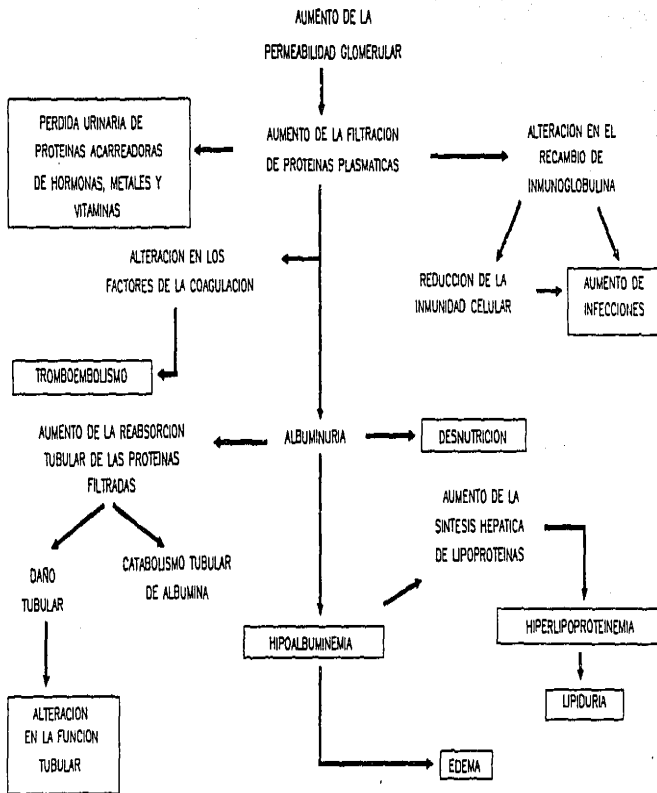 AUMENTO DE LA
PERMEABILIDAD GLOMERULAR
PERDIDA URINARIA DE
PROTEINAS ACARREADORAS
DE HORMONAS, METALES Y
VITAMINAS
AUMENTO DE LA FILTRACION
DE PROTEINAS PLASMATICAS
ALTERACION EN EL
RECAMBIO DE
INMUNOGLOBULINA
ALTERACION EN LOS
FACTORES DE LA COAGULACION
REDUCCION DE LA
INMUNIDAD CELULAR
AUMENTO DE
INFECCIONES
TROMBOEMBOLISMO
AUMENTO DE LA REABSORCION
TUBULAR DE LAS PROTEINAS
FILTRADAS
ALBUMINURIA
DESNUTRICION
AUMENTO DE LA
SINTESIS HEPATICA
DE LIPOPROTEINAS
DAÑO
TUBULAR
CATABOLISMO TUBULAR
DE ALBUMINA
HIPOALBUMINEMIA
HIPERLIPOPROTEINEMIA
LIPIDURIA
ALTERACION
EN LA FUNCION
TUBULAR
EDEMA